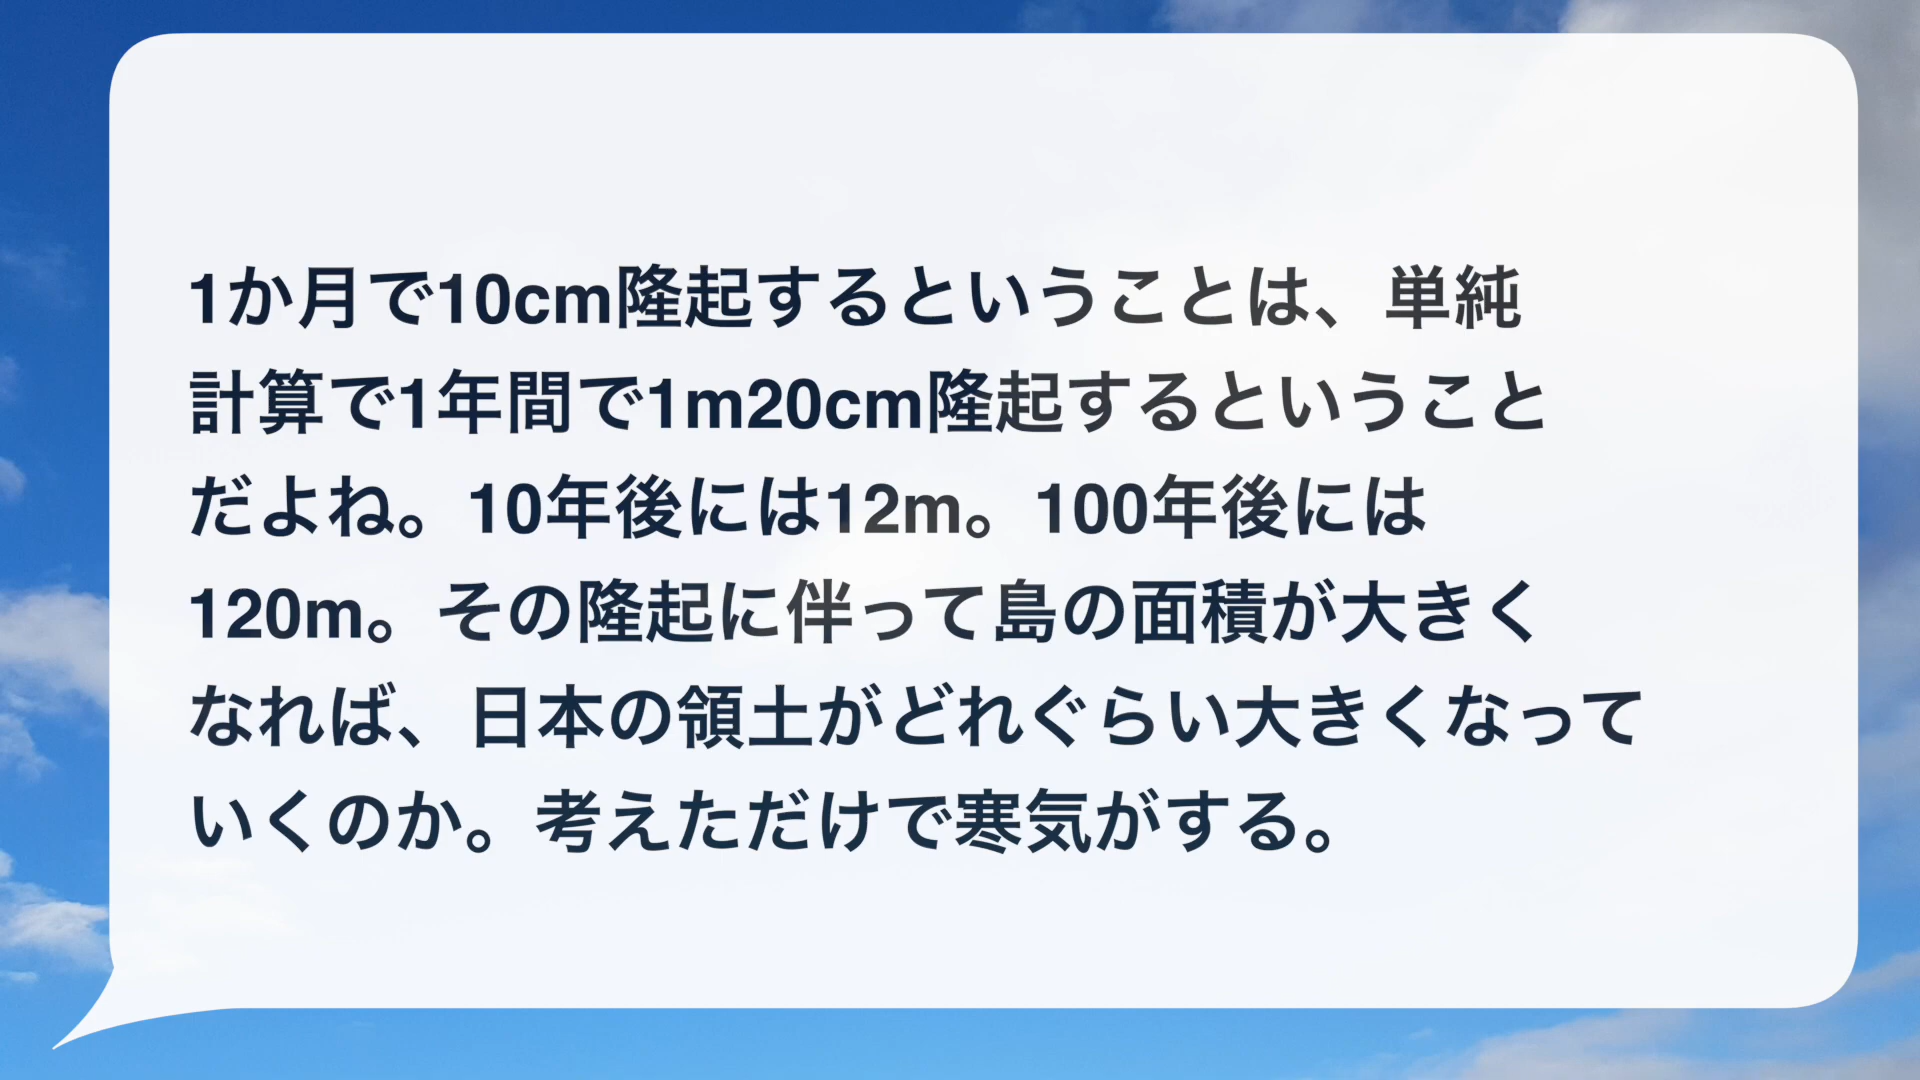 1か月で10cm隆起するということは、単純
計算で1年間で1m20cm隆起するということ
だよね。10年後には12m。100年後には
120m。その隆起に伴って島の面積が大きく
なれば、日本の領土がどれぐらい大きくなって
いくのか。考えただけで寒気がする。